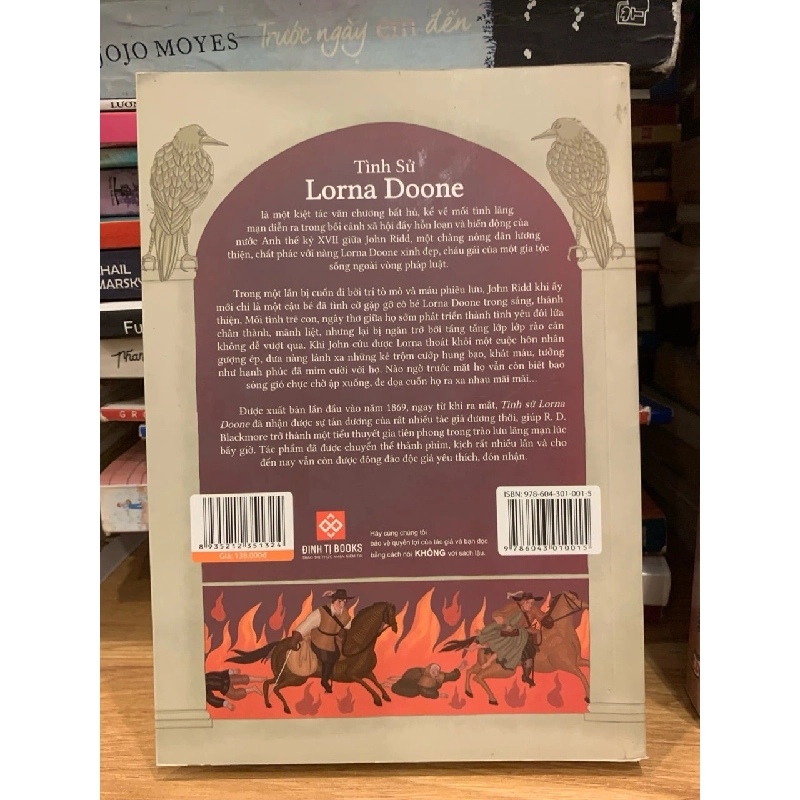 JOJO MOYES Trước ngày em đến
LƯƠN
HAIL
MARSKY
Fu
Tình Sử
Lorna Doone
là một kiệt tác văn chương bất hủ, kể về mối tình lãng
mạn diễn ra trong bối cảnh xã hội đầy hỗn loạn và biến động của
nước Anh thế kỷ XVII giữa John Ridd, một chàng nông dân lương
thiện, chất phác với nàng Lorna Doone xinh đẹp, cháu gái của một gia tộc
sống ngoài vòng pháp luật.
Trong một lần bị cuốn đi bởi trí tò mò và máu phiêu lưu, John Ridd khi ấy
mới chỉ là một cậu bé đã tình cờ gặp gỡ cô bé Lorna Doone trong sáng, thánh
thiện. Mối tình trẻ con, ngây thơ giữa họ sớm phát triển thành tình yêu đôi lứa
chân thành, mãnh liệt, nhưng lại bị ngăn trở bởi tầng tầng lớp lớp rào cản
không dễ vượt qua. Khi John cứu được Lorna thoát khỏi một cuộc hôn nhân
gượng ép, đưa nàng lánh xa những kẻ trộm cướp hung bạo, khát máu, tưởng
như hạnh phúc đã mỉm cười với họ. Nào ngờ trước mặt họ vẫn còn biết bao
sóng gió chực chờ ập xuống, đe dọa cuốn họ ra xa nhau mãi mãi...
Được xuất bản lần đầu vào năm 1869, ngay từ khi ra mắt, Tình sử Lorna
Doone đã nhận được sự tán dương của rất nhiều tác giả đương thời, giúp R. D.
Blackmore trở thành một tiểu thuyết gia tiên phong trong trào lưu lãng mạn lúc
bấy giờ. Tác phẩm đã được chuyển thể thành phim, kịch rất nhiều lần và cho
đến nay vẫn còn được đông đảo độc giả yêu thích, đón nhận.
8 935212 351324
Giá: 138.000đ
ĐINH TỊ BOOKS
Hãy cùng chúng tôi
bảo vệ quyền lợi của tác giả và bạn đọc
bằng cách nói KHÔNG với sách lậu.
ISBN: 978-604-301-001-5
9 786043 010015